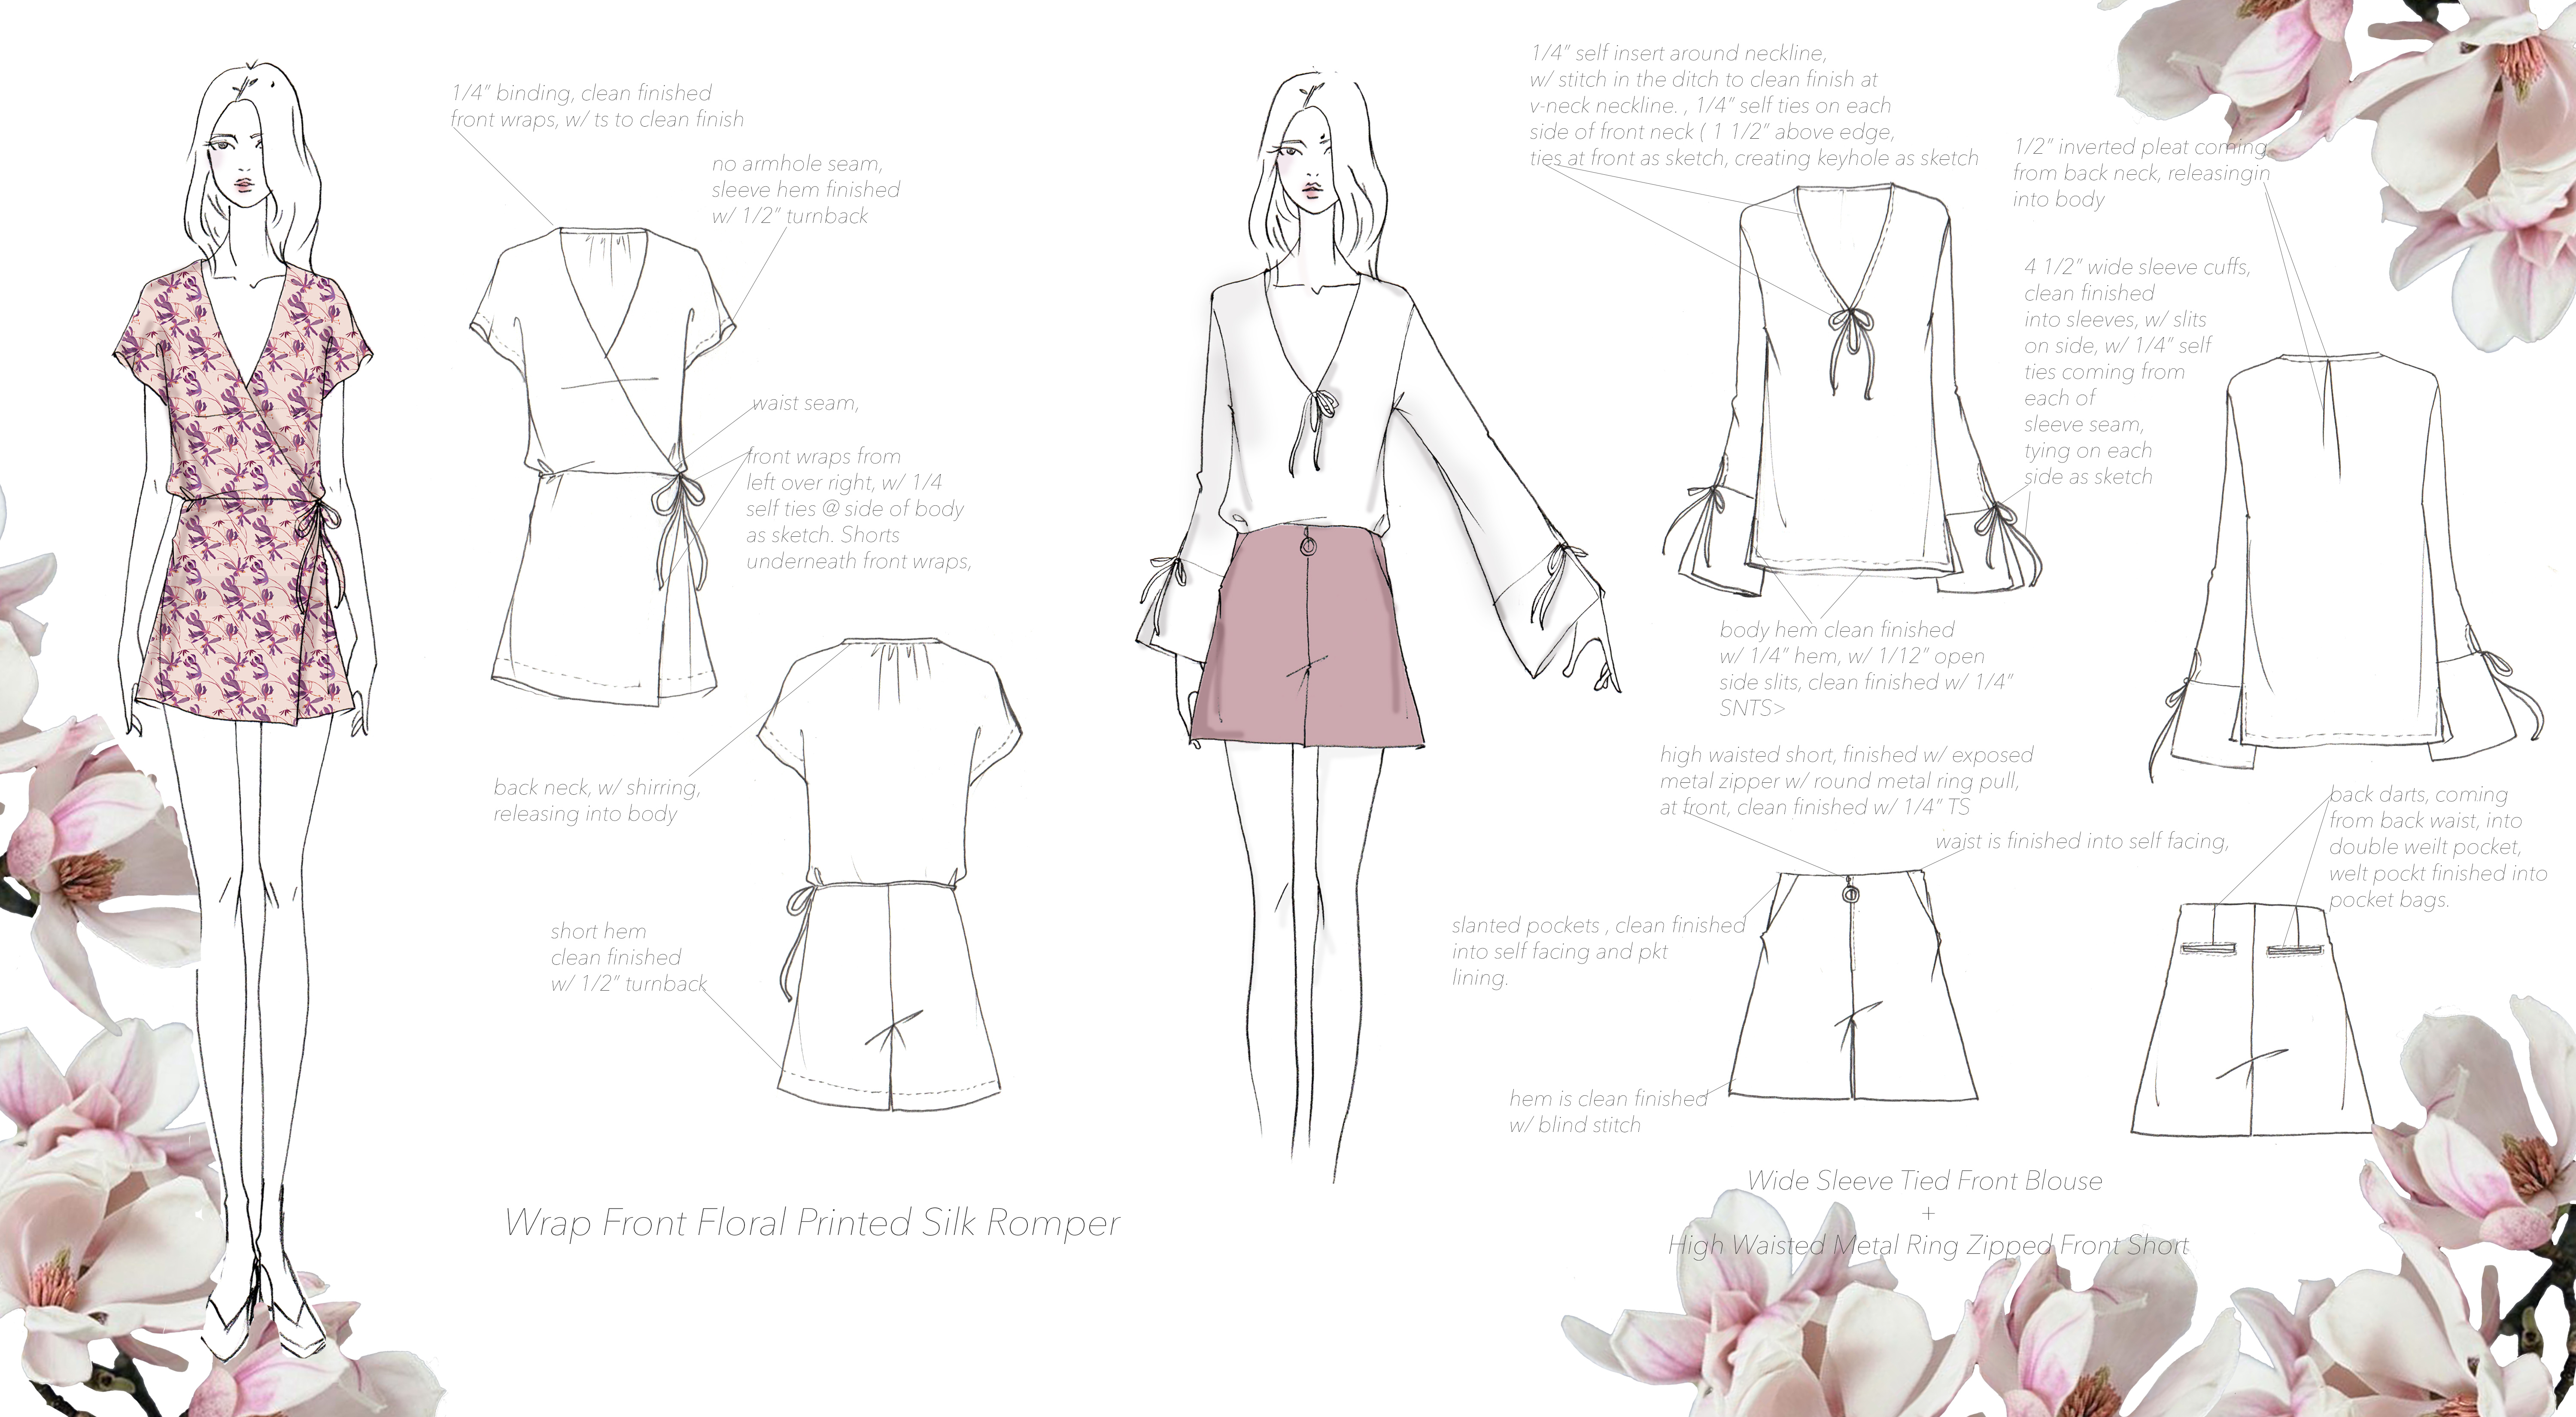 1/4" binding, clean finished
front wraps, w/ ts to clean finish
no armhole seam,
sleeve hem finished
w/ 1/2" turnback
waist seam,
front wraps from
left over right, w/ 1/4
self ties @ side of body
as sketch. Shorts
underneath front wraps,
back neck, w/ shirring,
releasing into body
short hem
clean finished
w/ 1/2" turnback
Wrap Front Floral Printed Silk Romper
1/4" self insert around neckline,
w/ stitch in the ditch to clean finish at
v-neck neckline. , 1/4" self ties on each
side of front neck ( 1 1/2" above edge,
ties at front as sketch, creating keyhole as sketch
1/2" inverted pleat coming
from back neck, releasingin
into body
4 1/2" wide sleeve cuffs,
clean finished
into sleeves, w/ slits
on side, w/ 1/4" self
ties coming from
each of
sleeve seam,
tying on each
side as sketch
body hem clean finished
w/ 1/4" hem, w/ 1/12" open
side slits, clean finished w/ 1/4"
SNTS>
high waisted short, finished w/ exposed
metal zipper w/ round metal ring pull,
at front, clean finished w/ 1/4" TS
waist is finished into self facing,
back darts, coming
from back waist, into
double weilt pocket,
welt pockt finished into
pocket bags.
slanted pockets , clean finished
into self facing and pkt
lining.
hem is clean finished
w/ blind stitch
Wide Sleeve Tied Front Blouse
+
High Waisted Metal Ring Zipped Front Short